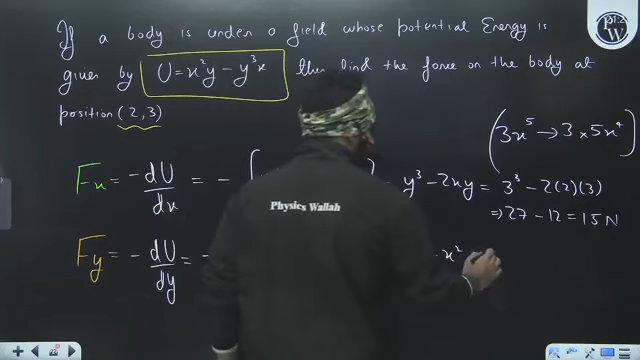 If a body is under a field whose potential Energy is
given by U = x²y - y³x then find the force on the body at
position (2,3)
(3x⁵ → 3 × 5x⁴)
Fx = - dU/dx = - [ y³ - 2xy = 3³ - 2(2)(3)
⇒ 27 - 12 = 15 N
Fy = - dU/dy = - - x²
Physics Wallah
PW